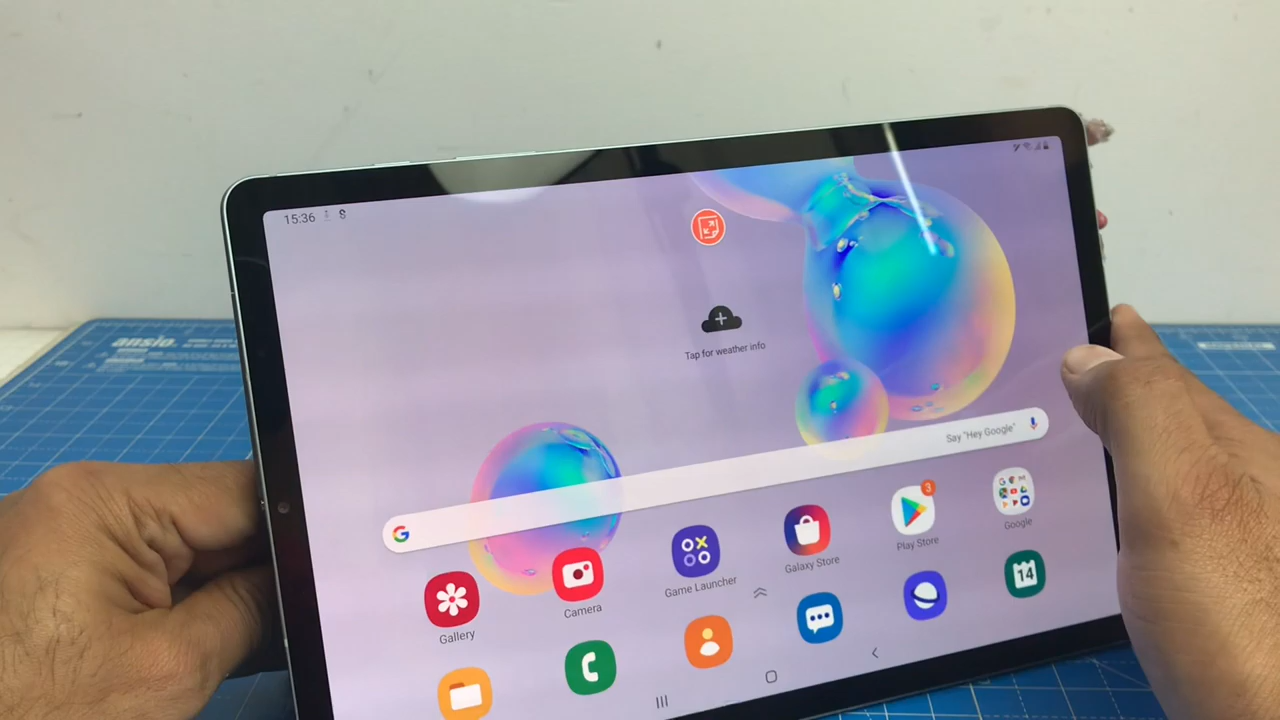 ansio
15:36
Tap for weather info
Say "Hey Google"
G
3
Gallery
Camera
Game Launcher
Galaxy Store
Play Store
Google
14